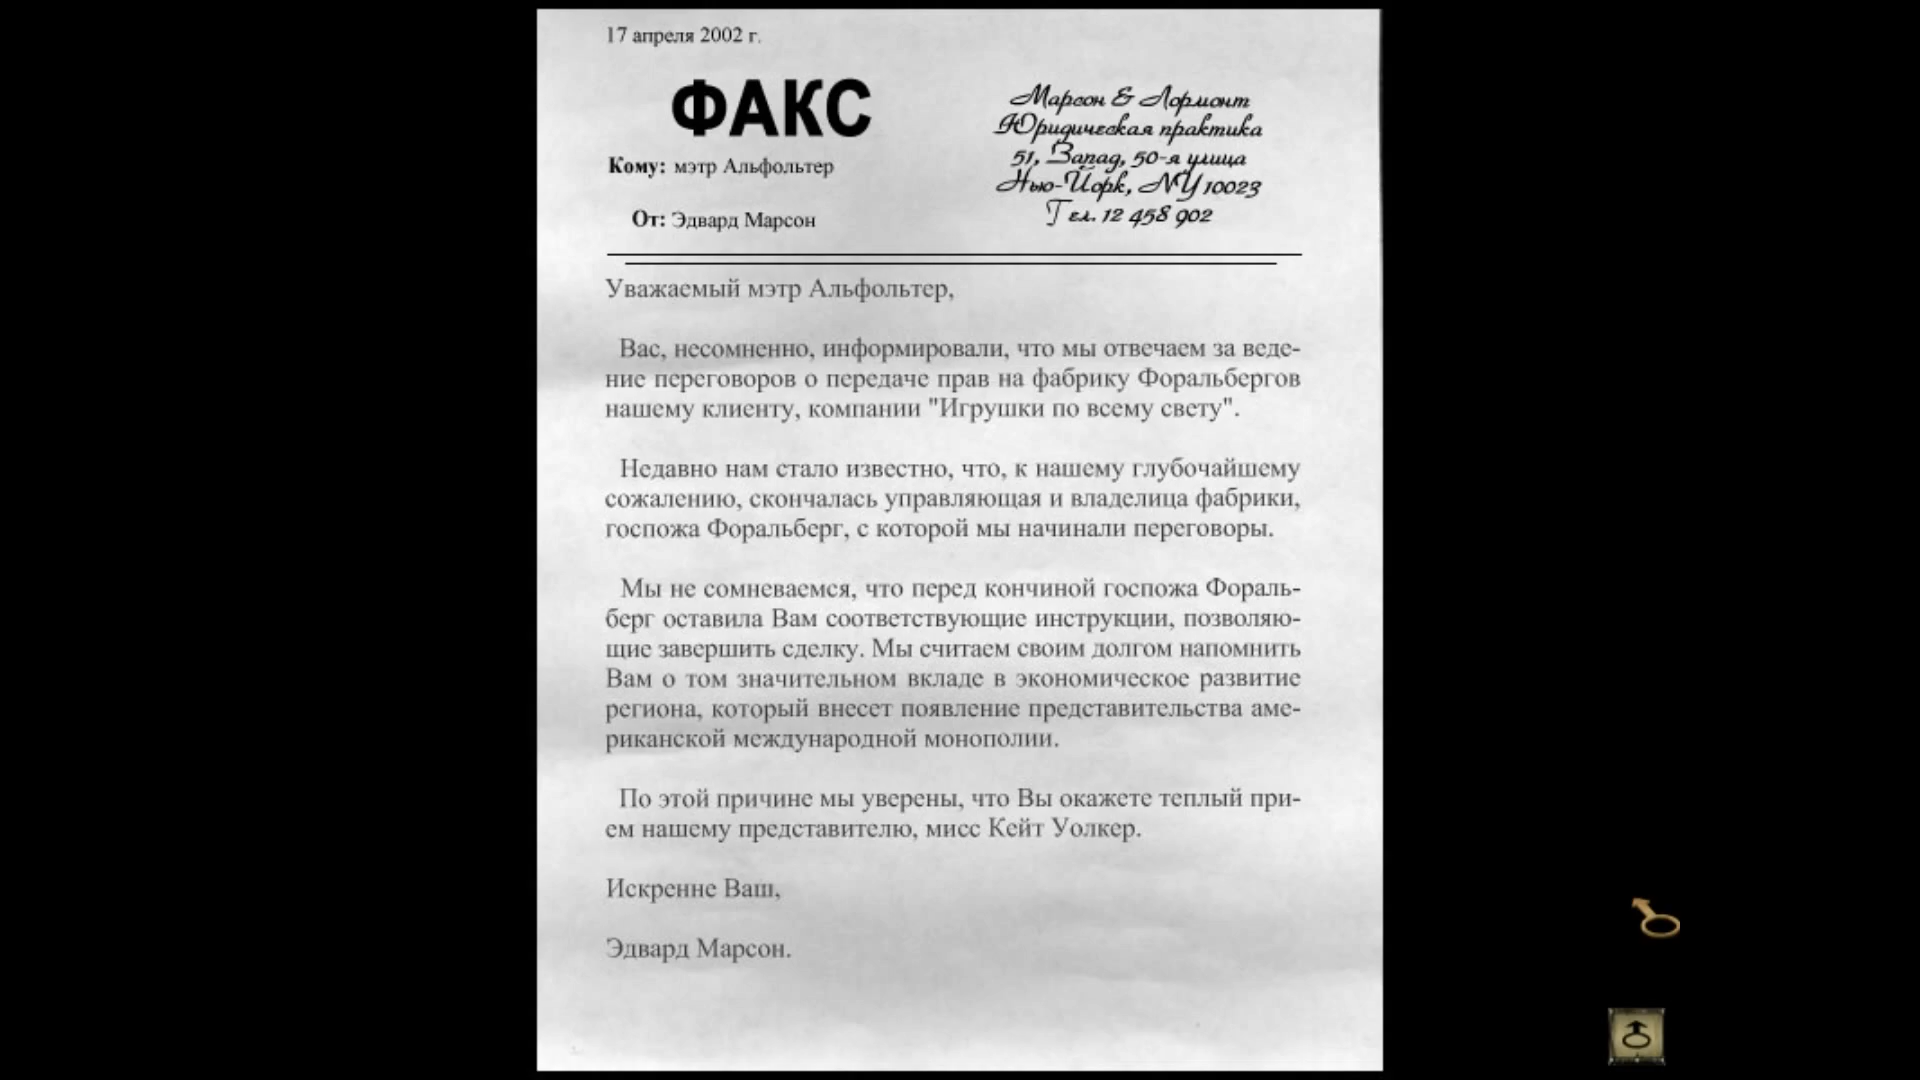 17 апреля 2002 г.
ФАКС
Кому: мэтр Альфольтер
От: Эдвард Марсон
Марсон & Лормонт
Юридическая практика
51, Запад, 50-я улица
Нью-Йорк, NY 10023
Тел. 12 458 902
Уважаемый мэтр Альфольтер,
Вас, несомненно, информировали, что мы отвечаем за веде-
ние переговоров о передаче прав на фабрику Форальбергов
нашему клиенту, компании "Игрушки по всему свету".
Недавно нам стало известно, что, к нашему глубочайшему
сожалению, скончалась управляющая и владелица фабрики,
госпожа Форальберг, с которой мы начинали переговоры.
Мы не сомневаемся, что перед кончиной госпожа Фораль-
берг оставила Вам соответствующие инструкции, позволяю-
щие завершить сделку. Мы считаем своим долгом напомнить
Вам о том значительном вкладе в экономическое развитие
региона, который внесет появление представительства аме-
риканской международной монополии.
По этой причине мы уверены, что Вы окажете теплый при-
ем нашему представителю, мисс Кейт Уолкер.
Искренне Ваш,
Эдвард Марсон.